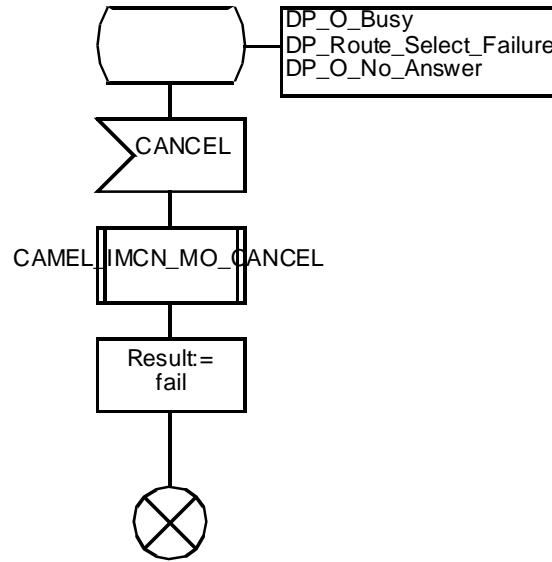 DP_O_Busy
DP_Route_Select_Failure
DP_O_No_Answer
CANCEL
CAMEL_IMCN_MO_CANCEL
Result:=
fail